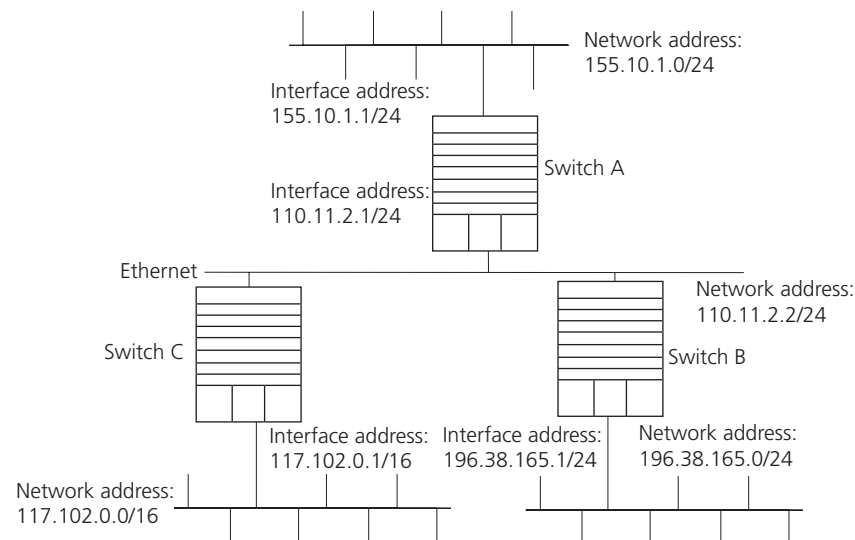 Network address:
155.10.1.0/24
Interface address:
155.10.1.1/24
Switch A
Interface address:
110.11.2.1/24
Ethernet
Network address:
110.11.2.2/24
Switch C
Switch B
Interface address:
117.102.0.1/16
Interface address:
196.38.165.1/24
Network address:
196.38.165.0/24
Network address:
117.102.0.0/16